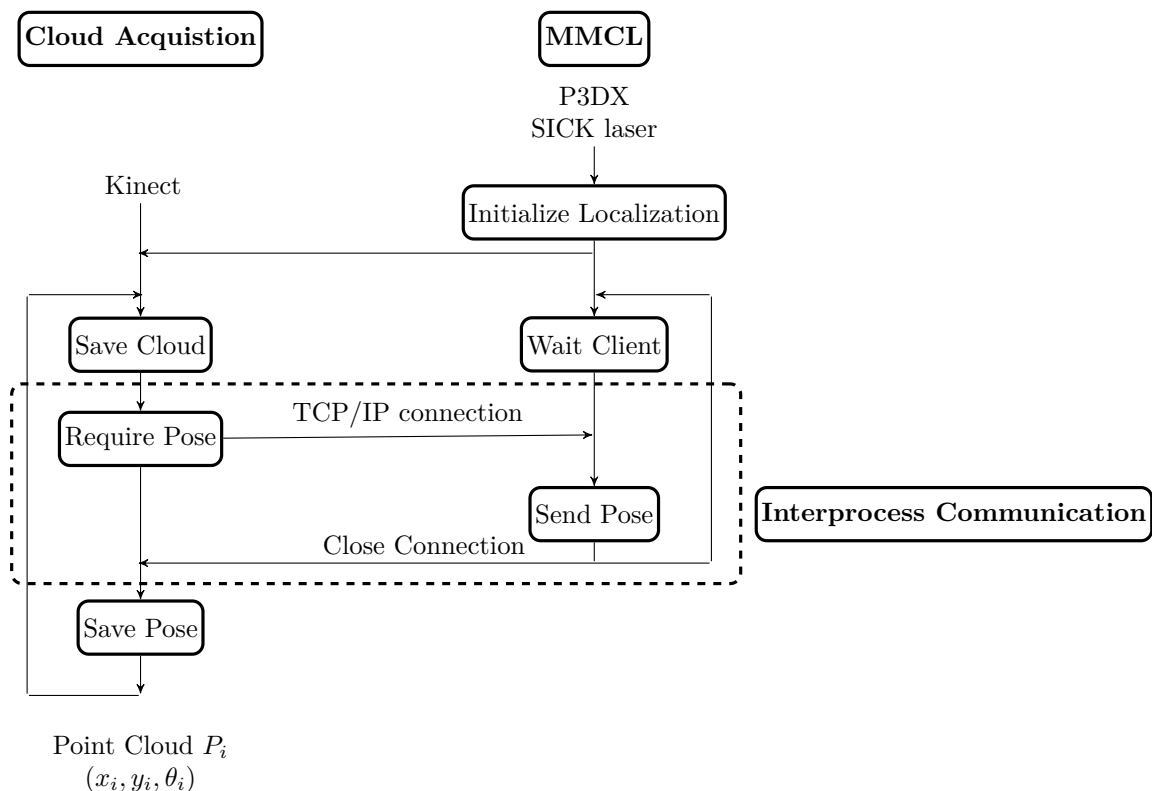 Cloud Acquistion
MMCL
P3DX
SICK laser
Kinect
Initialize Localization
Save Cloud
Wait Client
TCP/IP connection
Require Pose
Send Pose
Interprocess Communication
Close Connection
Save Pose
Point Cloud $P_i$
$(x_i, y_i, \theta_i)$